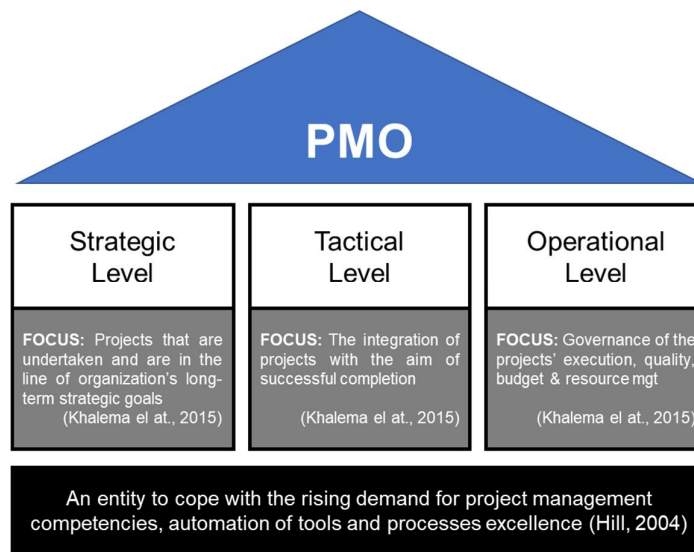 PMO
Strategic
Level
FOCUS: Projects that are
undertaken and are in the
line of organization's long-
term strategic goals
(Khalema el at., 2015)
Tactical
Level
FOCUS: The integration of
projects with the aim of
successful completion
(Khalema el at., 2015)
Operational
Level
FOCUS: Governance of the
projects' execution, quality,
budget & resource mgt
(Khalema el at., 2015)
An entity to cope with the rising demand for project management
competencies, automation of tools and processes excellence (Hill, 2004)